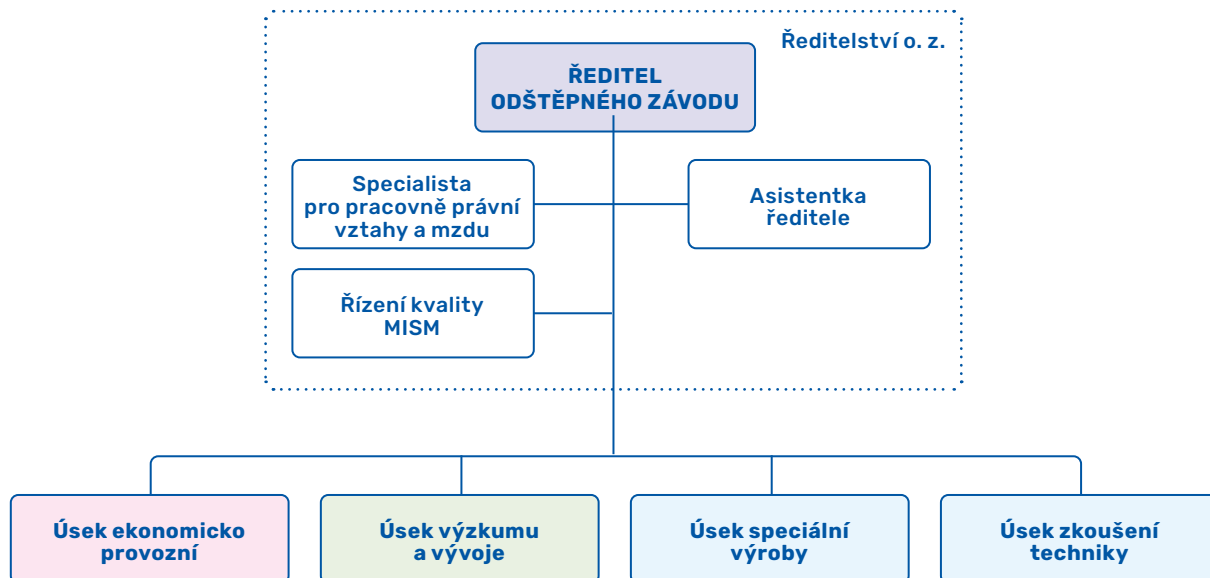 Ředitelství o. z.
ŘEDITEL
ODŠTĚPNÉHO ZÁVODU
Specialista
pro pracovně právní
vztahy a mzdu
Asistentka
ředitele
Řízení kvality
MISM
Úsek ekonomicko
provozní
Úsek výzkumu
a vývoje
Úsek speciální
výroby
Úsek zkoušení
techniky